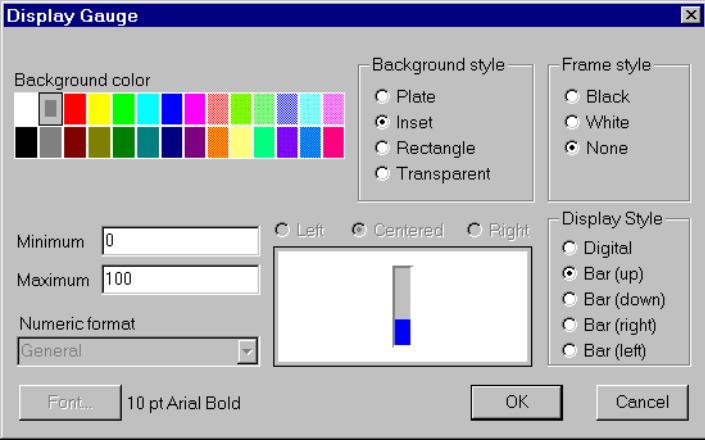 Display Gauge
Background color
Background style
Plate
Inset
Rectangle
Transparent
Frame style
Black
White
None
Minimum 0
Maximum 100
Numeric format
General
Left Centered Right
Display Style
Digital
Bar (up)
Bar (down)
Bar (right)
Bar (left)
Font... 10 pt Arial Bold
OK Cancel